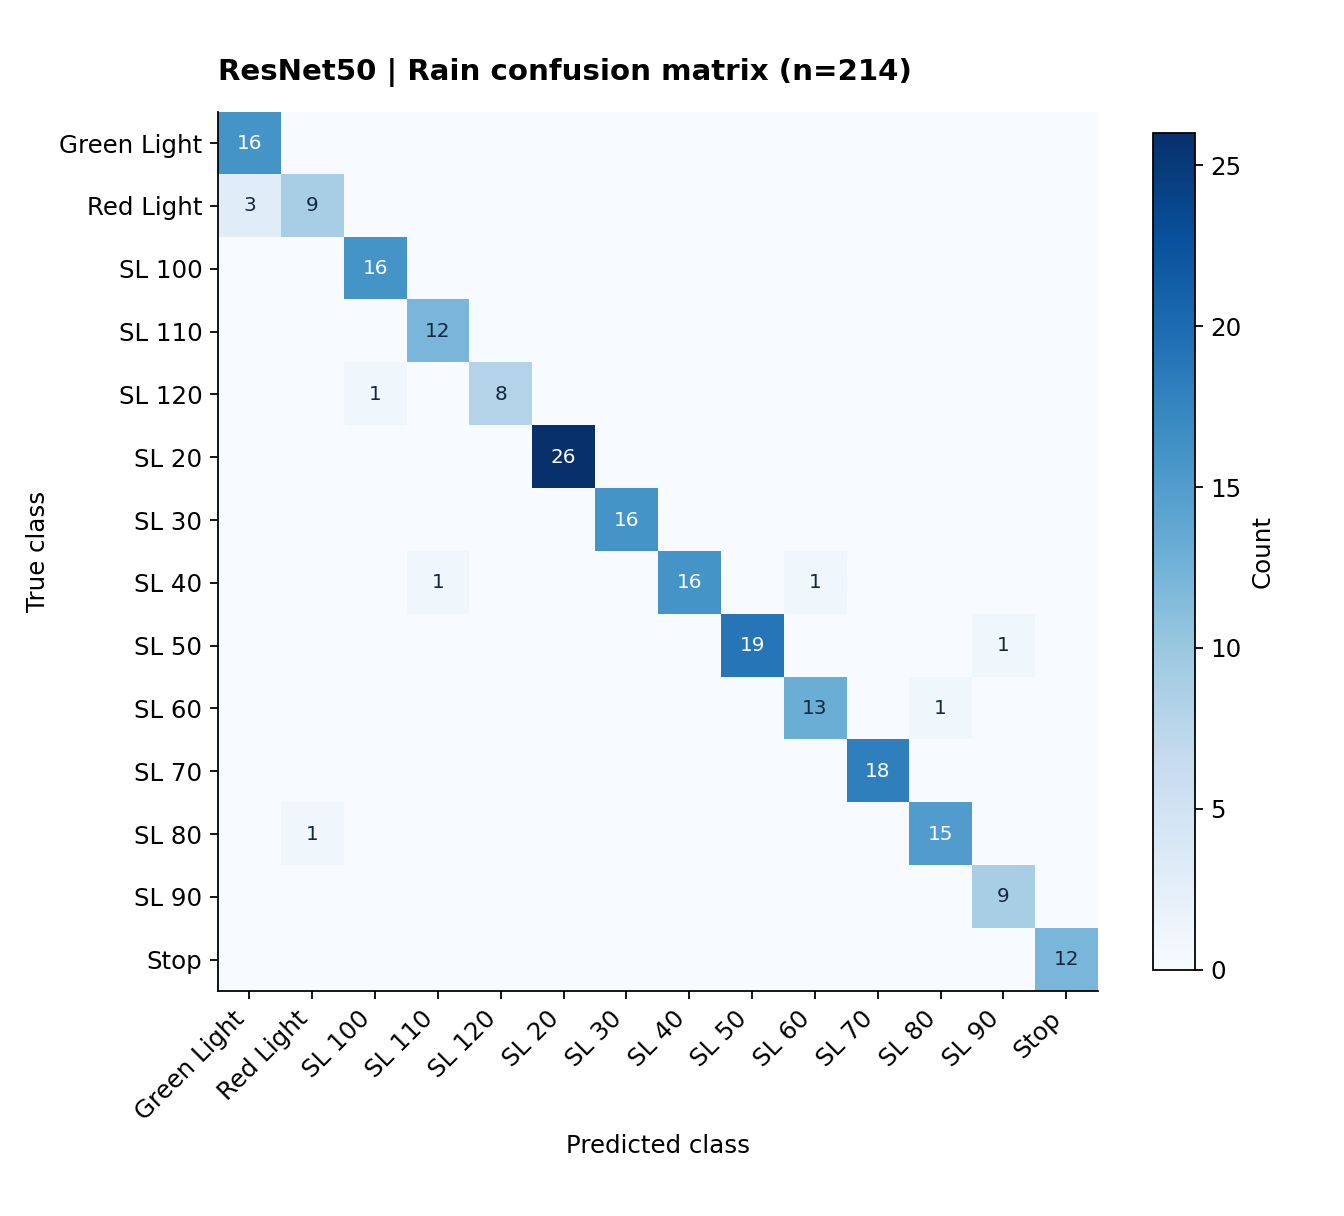 ResNet50 | Rain confusion matrix (n=214)
Green Light 16
Red Light 3 9
SL 100 16
SL 110 12
SL 120 1 8
SL 20 26
SL 30 16
SL 40 1 16 1
SL 50 19 1
SL 60 13 1
SL 70 18
SL 80 1 15
SL 90 9
Stop 12
True class
Green Light Red Light SL 100 SL 110 SL 120 SL 20 SL 30 SL 40 SL 50 SL 60 SL 70 SL 80 SL 90 Stop
Predicted class
25
20
15
10
5
0
Count